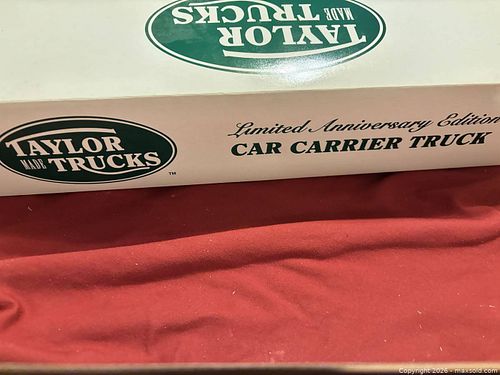 TAYLOR
MADE TRUCKS
TAYLOR
MADE TRUCKS
TM
Limited Anniversary Edition
CAR CARRIER TRUCK
Copyright 2026 - maxsold.com